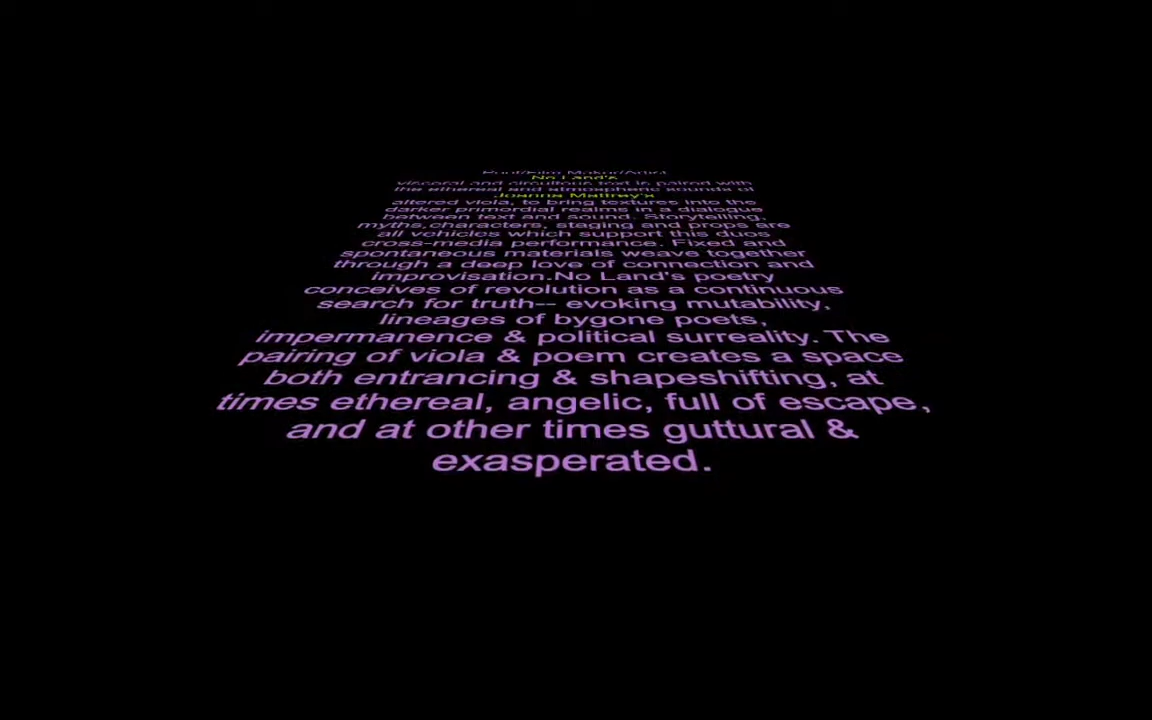 Poet/Film Maker/Artist
No Land's
visceral and circuitous text is paired with
the ethereal and atmospheric sounds of
Joanna Mattrey's
altered viola, to bring textures into the
darker primordial realms in a dialogue
between text and sound. Storytelling,
myths,characters, staging and props are
all vehicles which support this duos
cross-media performance. Fixed and
spontaneous materials weave together
through a deep love of connection and
improvisation.No Land's poetry
conceives of revolution as a continuous
search for truth-- evoking mutability,
lineages of bygone poets,
impermanence & political surreality. The
pairing of viola & poem creates a space
both entrancing & shapeshifting, at
times ethereal, angelic, full of escape,
and at other times guttural &
exasperated.